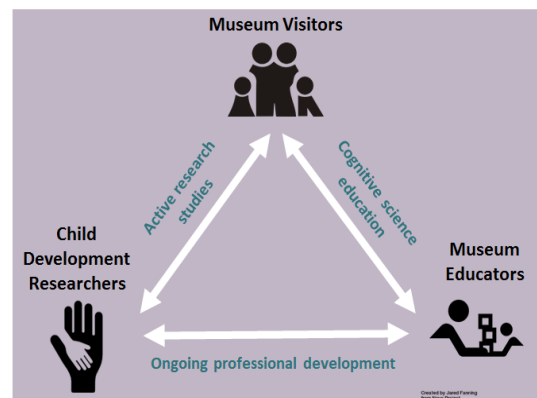 Museum Visitors
Active research
studies
Cognitive science
education
Child
Development
Researchers
Museum
Educators
Ongoing professional development
Created by Jared Fanning